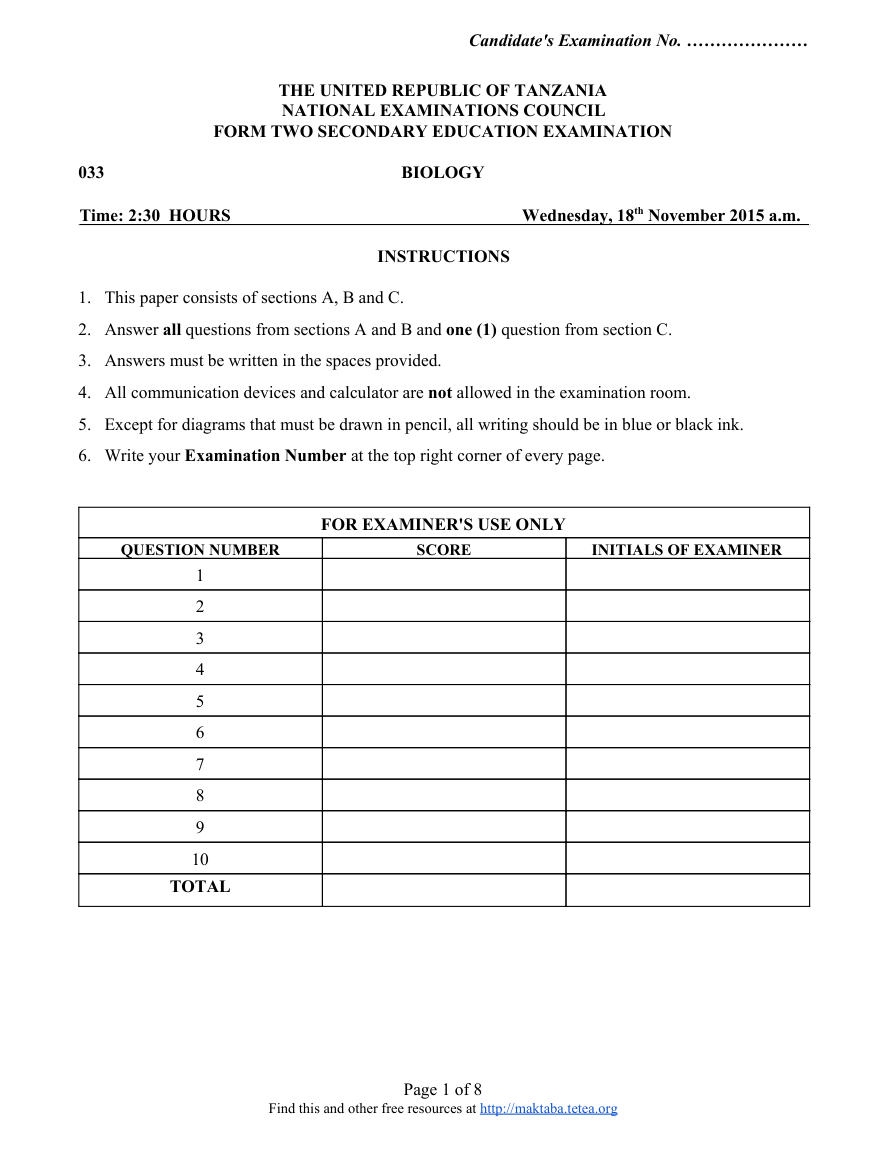 Candidate's Examination No. …………………
THE UNITED REPUBLIC OF TANZANIA
NATIONAL EXAMINATIONS COUNCIL
FORM TWO SECONDARY EDUCATION EXAMINATION
033 BIOLOGY
Time: 2:30 HOURS Wednesday, 18th November 2015 a.m.
INSTRUCTIONS
1. This paper consists of sections A, B and C.
2. Answer all questions from sections A and B and one (1) question from section C.
3. Answers must be written in the spaces provided.
4. All communication devices and calculator are not allowed in the examination room.
5. Except for diagrams that must be drawn in pencil, all writing should be in blue or black ink.
6. Write your Examination Number at the top right corner of every page.
FOR EXAMINER'S USE ONLY
QUESTION NUMBER SCORE INITIALS OF EXAMINER
1
2
3
4
5
6
7
8
9
10
TOTAL
Page 1 of 8
Find this and other free resources at http://maktaba.tetea.org